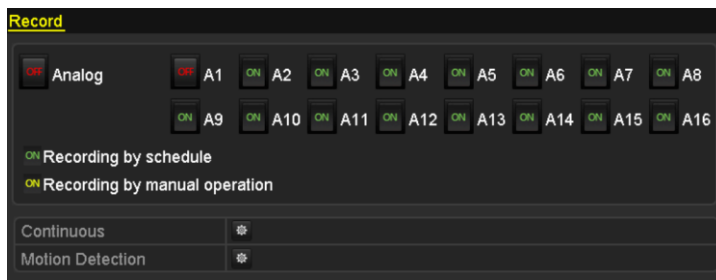 Record
OFF Analog OFF A1 ON A2 ON A3 ON A4 ON A5 ON A6 ON A7 ON A8
ON A9 ON A10 ON A11 ON A12 ON A13 ON A14 ON A15 ON A16
ON Recording by schedule
ON Recording by manual operation
Continuous
Motion Detection